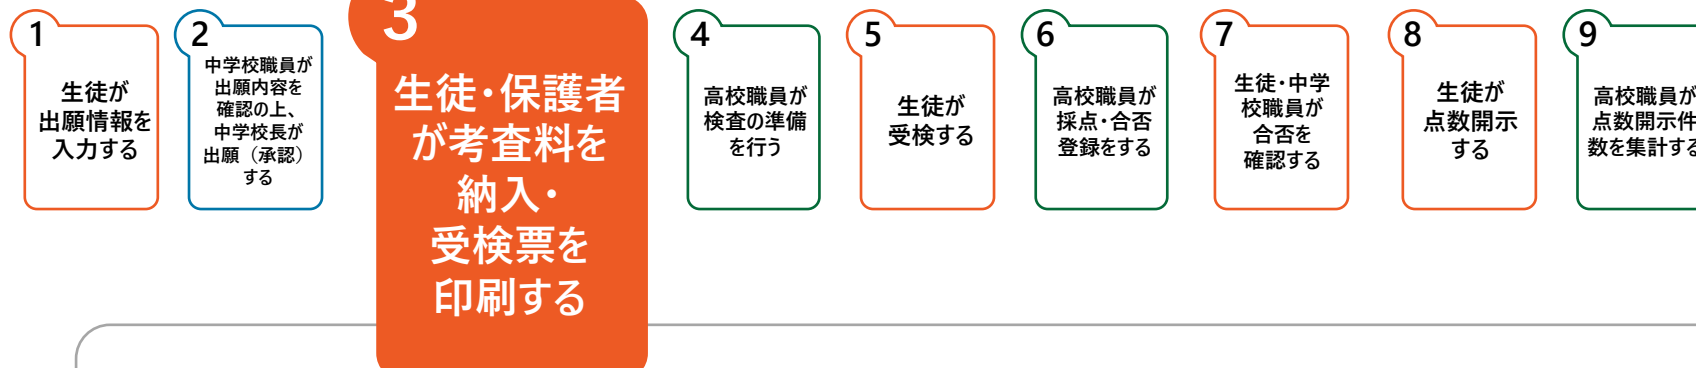 1
生徒が
出願情報を
入力する
2
中学校職員が
出願内容を
確認の上、
中学校長が
出願（承認）
する
3
生徒・保護者
が考査料を
納入・
受検票を
印刷する
4
高校職員が
検査の準備
を行う
5
生徒が
受検する
6
高校職員が
採点・合否
登録をする
7
生徒・中学
校職員が
合否を
確認する
8
生徒が
点数開示
する
9
高校職員が
点数開示件
数を集計する